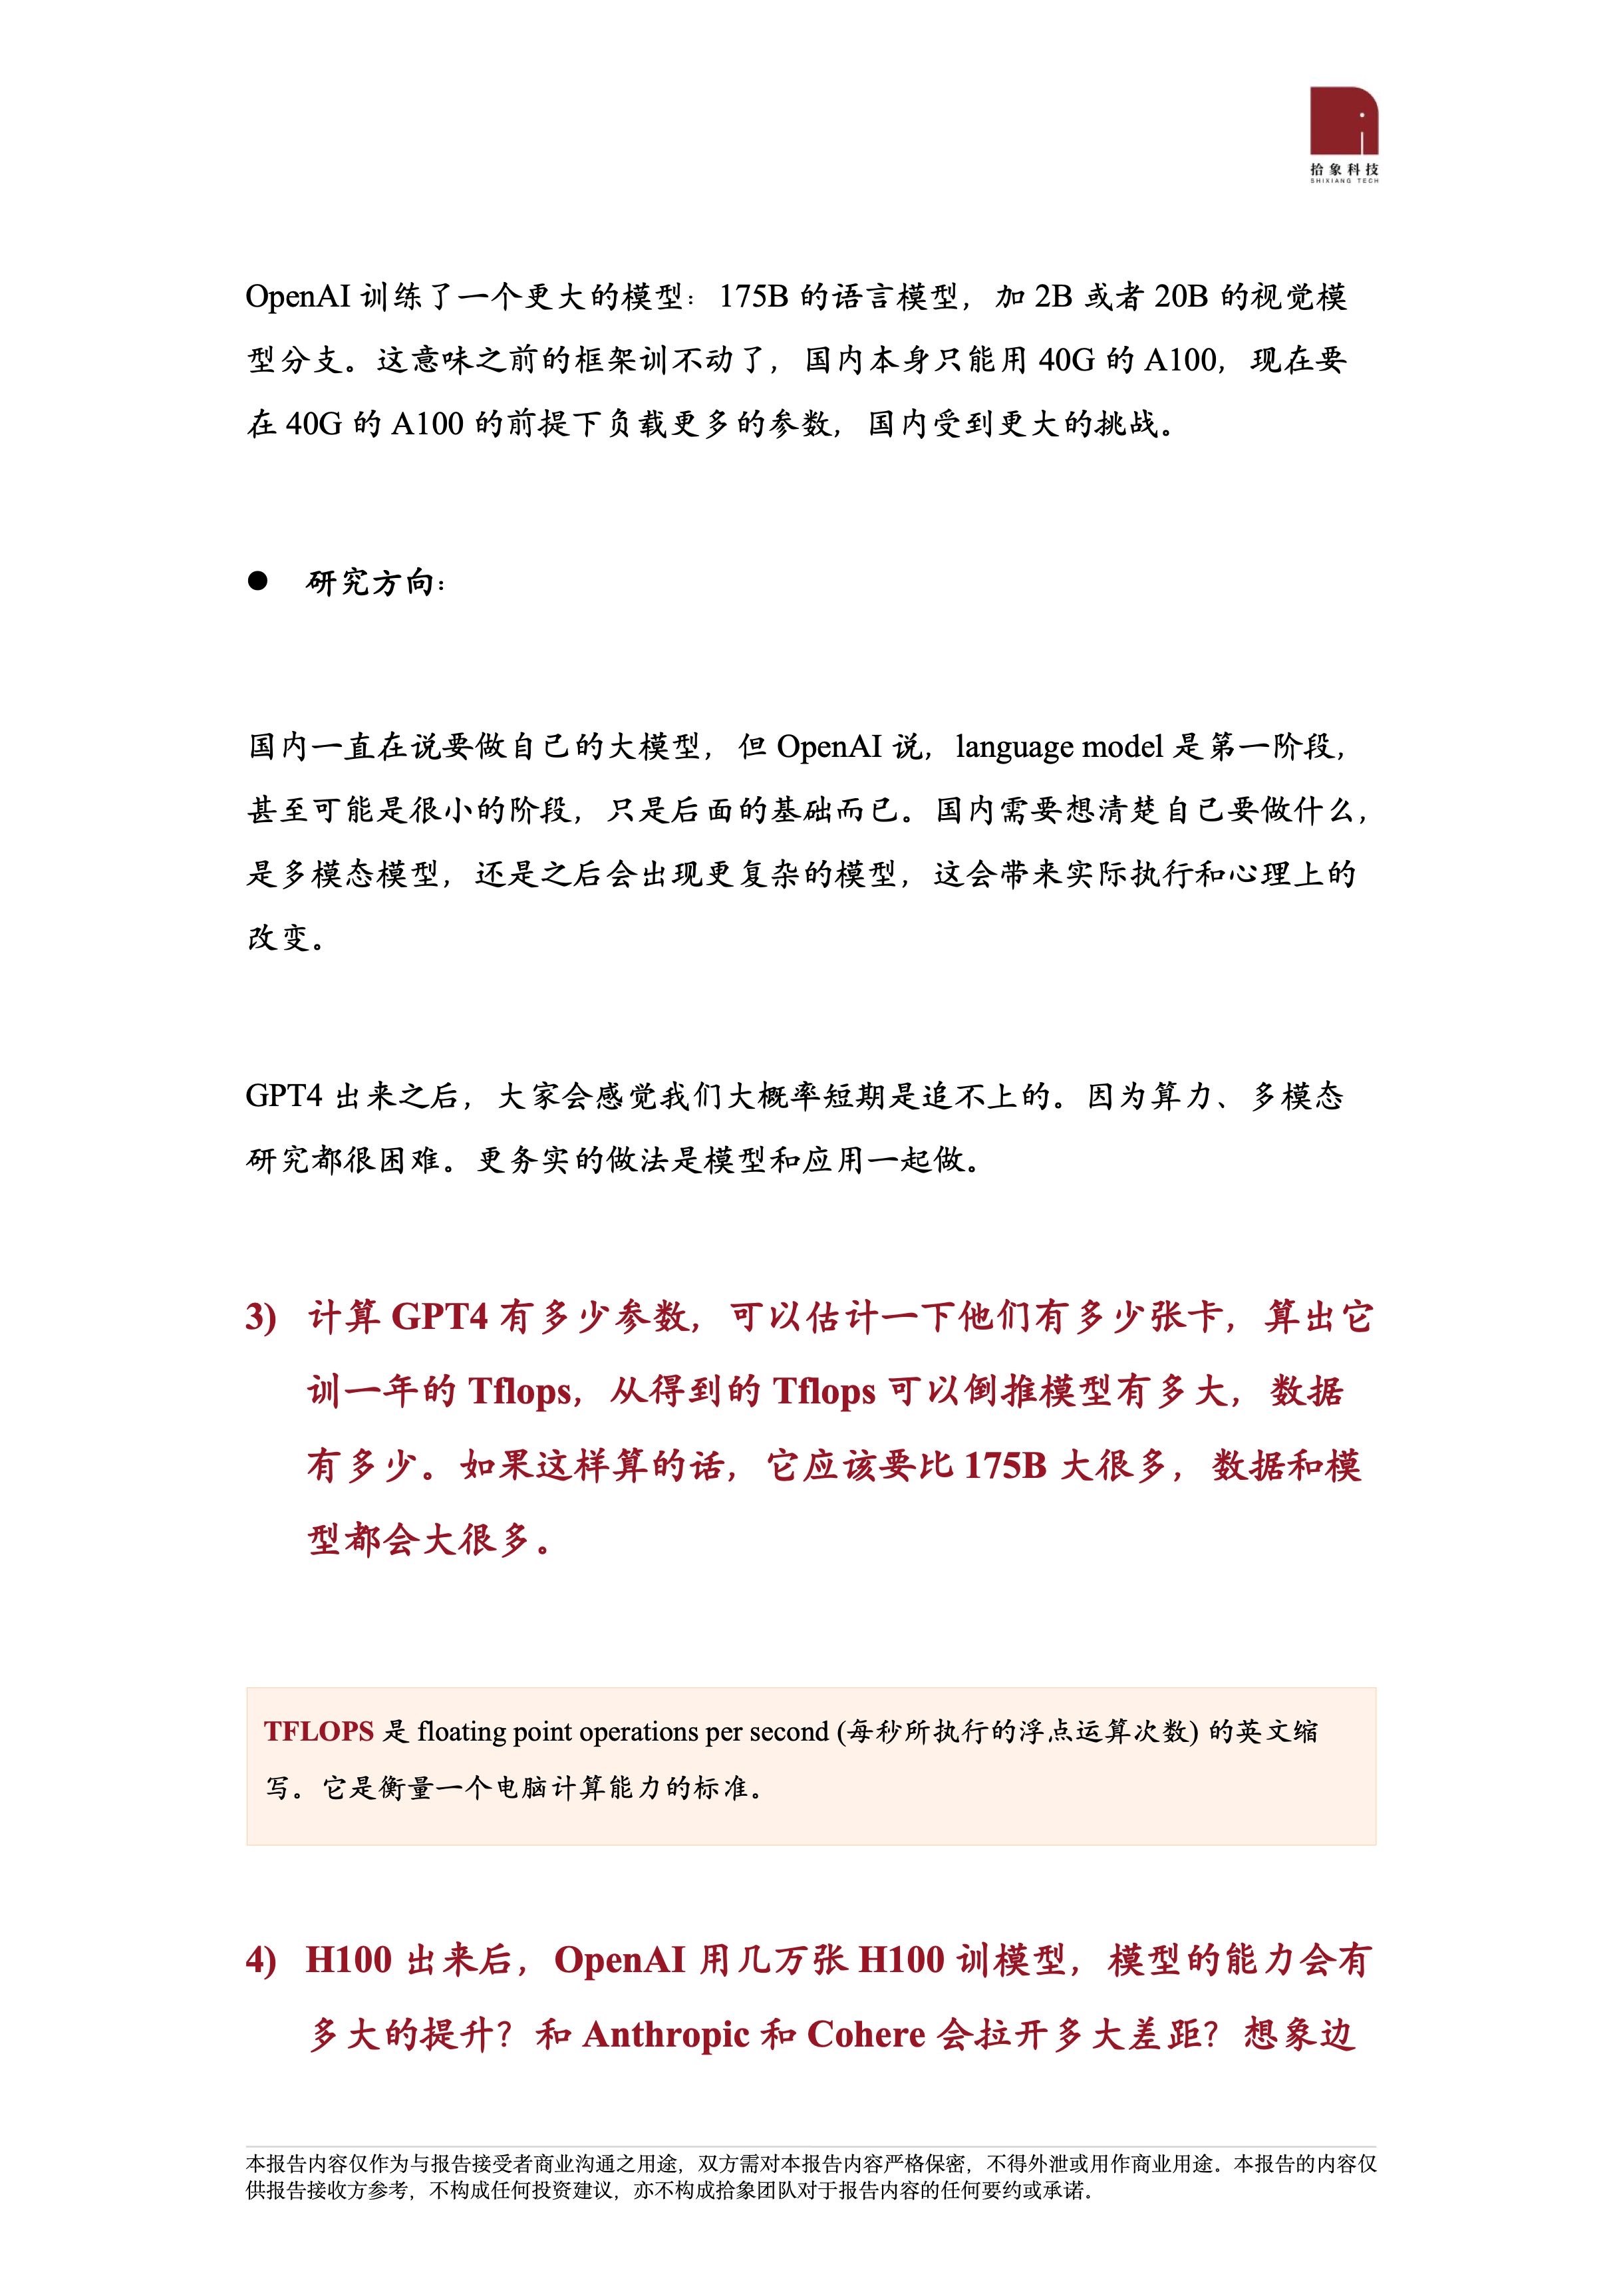 拾象科技
SHIXIANG TECH
OpenAI 训练了一个更大的模型：175B 的语言模型，加 2B 或者 20B 的视觉模
型分支。这意味之前的框架训不动了，国内本身只能用 40G 的 A100，现在要
在 40G 的 A100 的前提下负载更多的参数，国内受到更大的挑战。
● 研究方向：
国内一直在说要做自己的大模型，但 OpenAI 说，language model 是第一阶段，
甚至可能是很小的阶段，只是后面的基础而已。国内需要想清楚自己要做什么，
是多模态模型，还是之后会出现更复杂的模型，这会带来实际执行和心理上的
改变。
GPT4 出来之后，大家会感觉我们大概率短期是追不上的。因为算力、多模态
研究都很困难。更务实的做法是模型和应用一起做。
3) 计算 GPT4 有多少参数，可以估计一下他们有多少张卡，算出它
训一年的 Tflops，从得到的 Tflops 可以倒推模型有多大，数据
有多少。如果这样算的话，它应该要比 175B 大很多，数据和模
型都会大很多。
TFLOPS 是 floating point operations per second (每秒所执行的浮点运算次数) 的英文缩
写。它是衡量一个电脑计算能力的标准。
4) H100 出来后，OpenAI 用几万张 H100 训模型，模型的能力会有
多大的提升？和 Anthropic 和 Cohere 会拉开多大差距？想象边
本报告内容仅作为与报告接受者商业沟通之用途，双方需对本报告内容严格保密，不得外泄或用作商业用途。本报告的内容仅
供报告接收方参考，不构成任何投资建议，亦不构成拾象团队对于报告内容的任何要约或承诺。